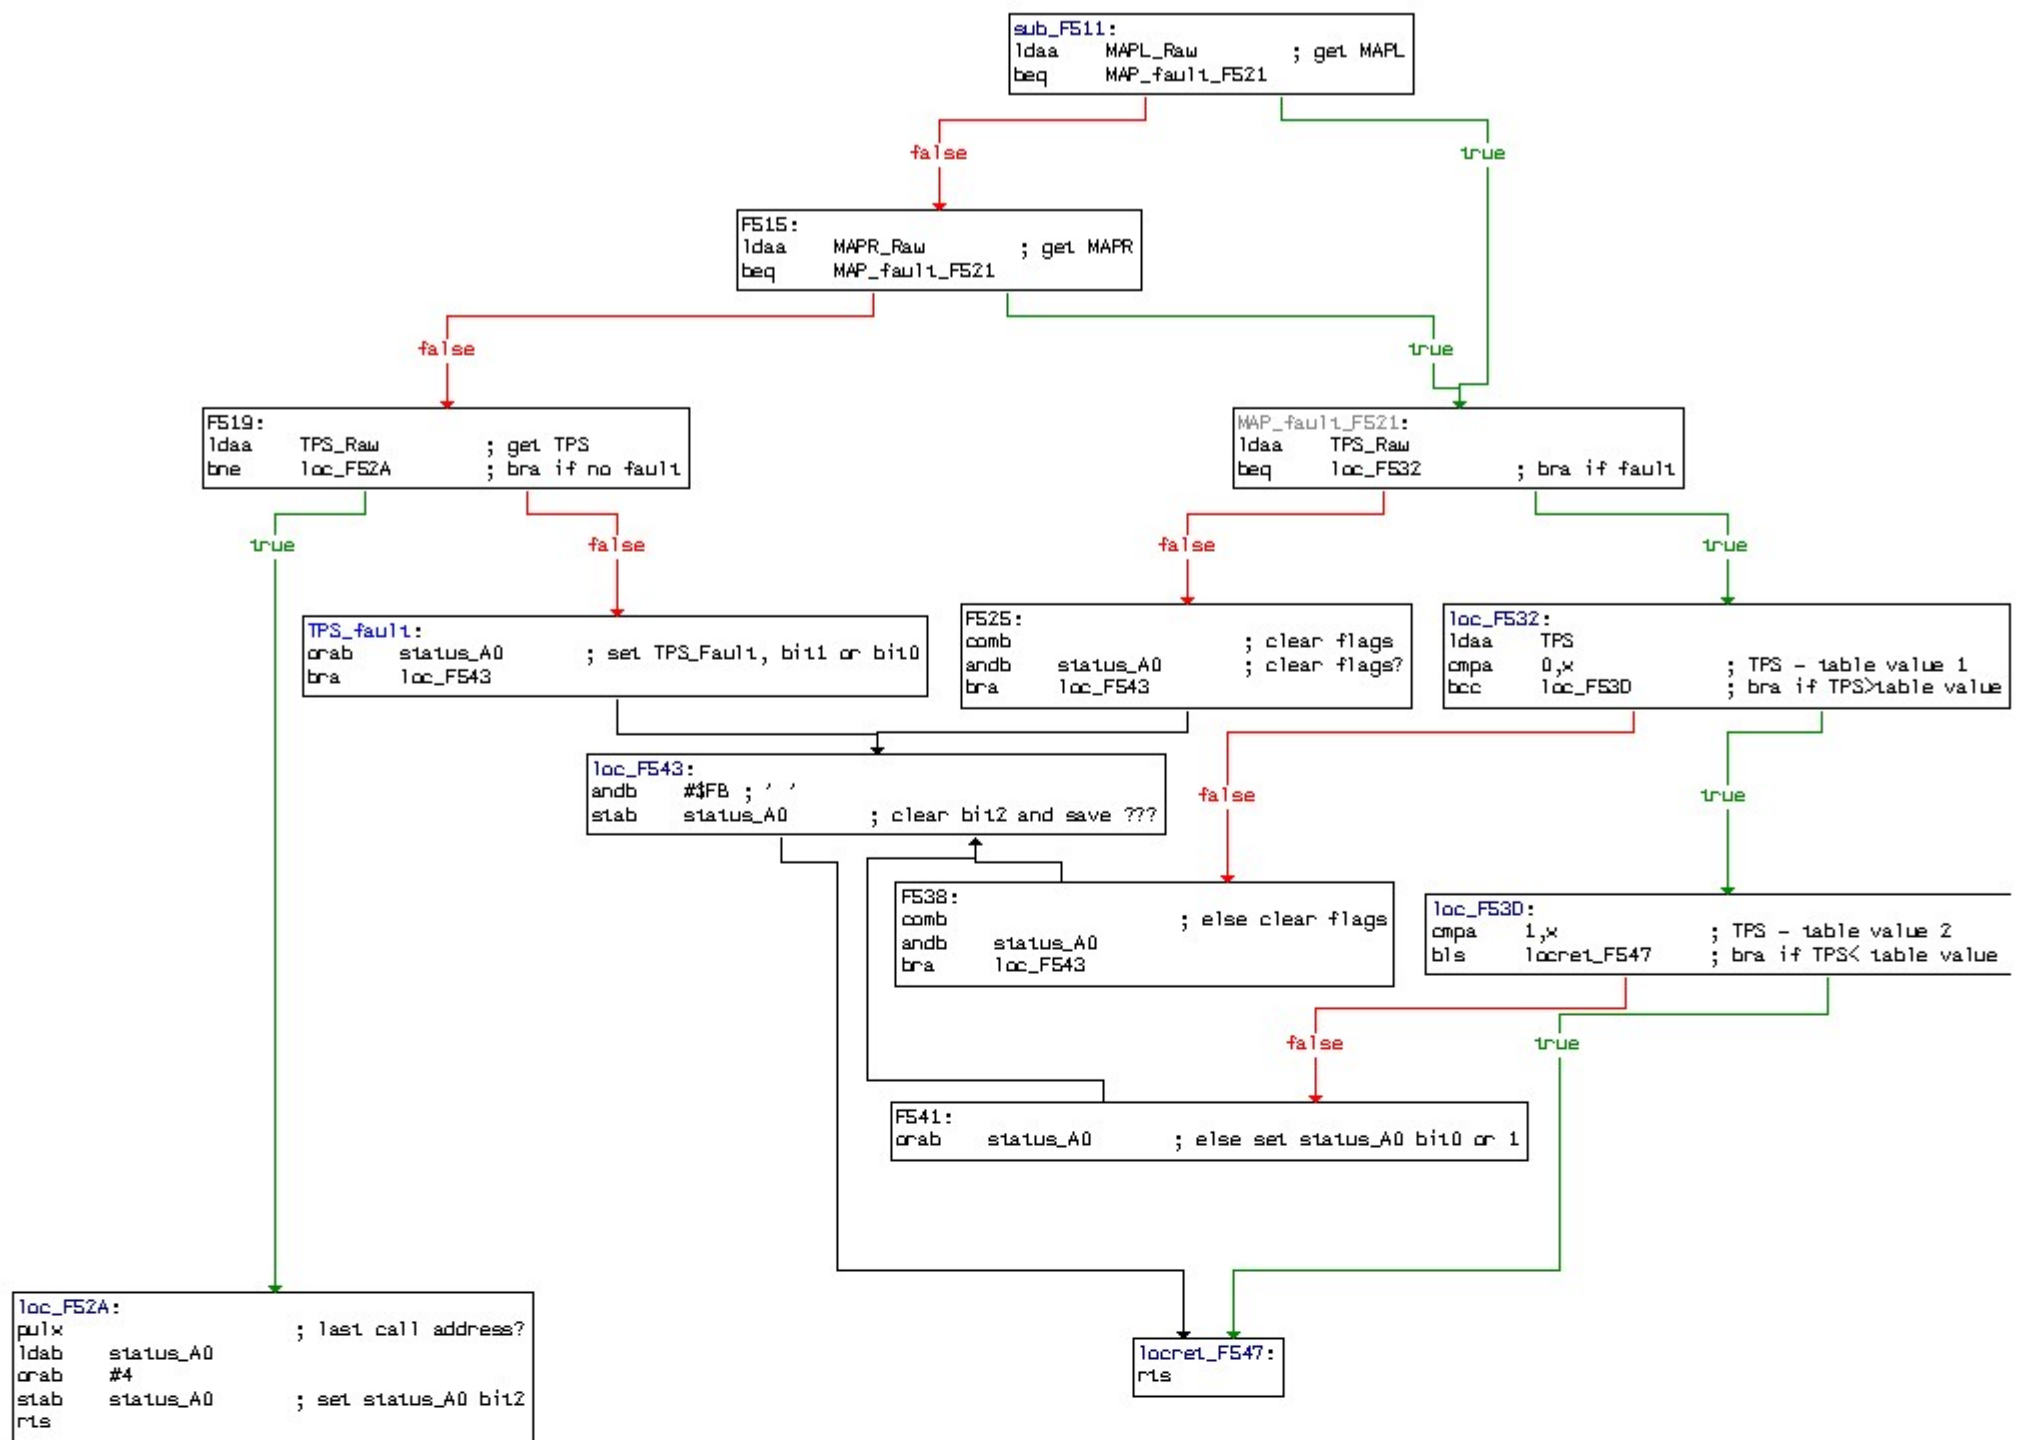 sub_F511:
ldaa MAPL_Raw ; get MAPL
beq MAP_fault_F521
false
true
F515:
ldaa MAPR_Raw ; get MAPR
beq MAP_fault_F521
false
true
F519:
ldaa TPS_Raw ; get TPS
bne loc_F52A ; bra if no fault
MAP_fault_F521:
ldaa TPS_Raw
beq loc_F532 ; bra if fault
true
false
false
true
TPS_fault:
orab status_A0 ; set TPS_Fault, bit1 or bit0
bra loc_F543
F525:
comb ; clear flags
andb status_A0 ; clear flags?
bra loc_F543
loc_F532:
ldaa TPS
cmpa 0,x ; TPS - table value 1
bcc loc_F53D ; bra if TPS>table value
loc_F543:
andb #$FB ; ' '
stab status_A0 ; clear bit2 and save ???
false
true
F538:
comb ; else clear flags
andb status_A0
bra loc_F543
loc_F53D:
cmpa 1,x ; TPS - table value 2
bls locret_F547 ; bra if TPS< table value
false
true
F541:
orab status_A0 ; else set status_A0 bit0 or 1
loc_F52A:
pulx ; last call address?
ldab status_A0
orab #4
stab status_A0 ; set status_A0 bit2
rts
locret_F547:
rts